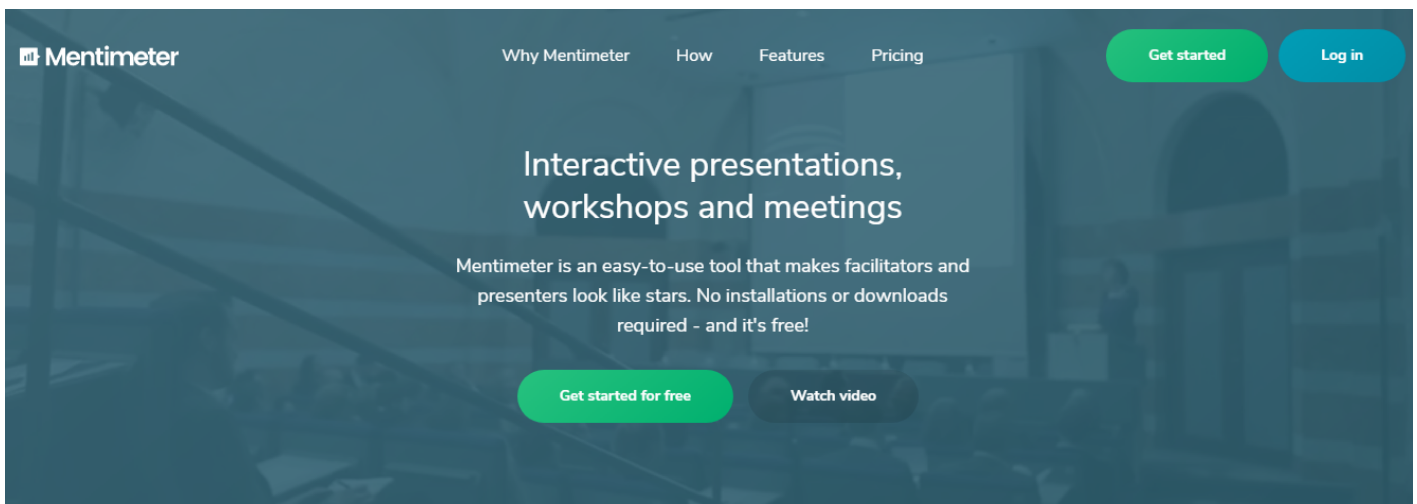 Mentimeter
Why Mentimeter How Features Pricing
Get started Log in
Interactive presentations,
workshops and meetings
Mentimeter is an easy-to-use tool that makes facilitators and
presenters look like stars. No installations or downloads
required - and it's free!
Get started for free Watch video